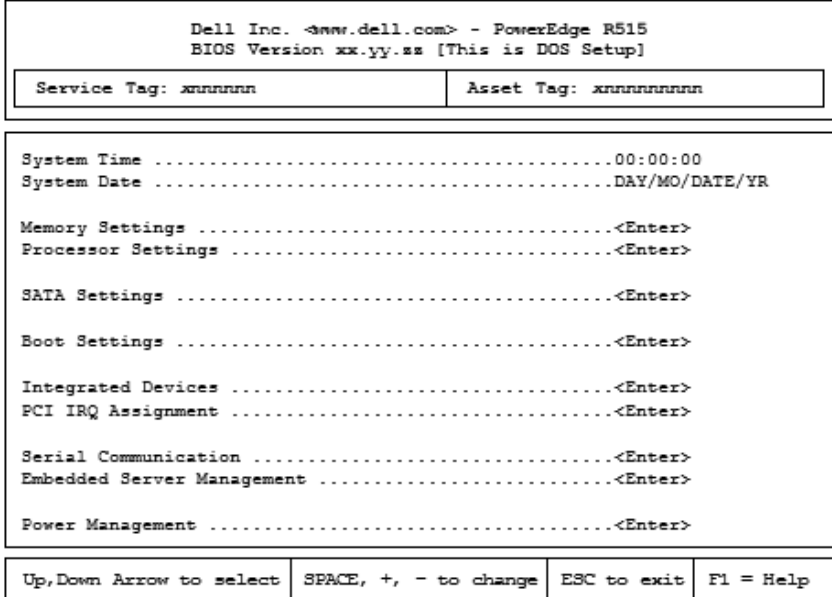 Dell Inc. <www.dell.com> - PowerEdge R515
BIOS Version xx.yy.zz [This is DOS Setup]
Service Tag: xnnnnnn Asset Tag: xnnnnnnnnnn
System Time ..........................................00:00:00
System Date ..........................................DAY/MO/DATE/YR
Memory Settings ......................................<Enter>
Processor Settings ...................................<Enter>
SATA Settings ........................................<Enter>
Boot Settings ........................................<Enter>
Integrated Devices ...................................<Enter>
PCI IRQ Assignment ...................................<Enter>
Serial Communication .................................<Enter>
Embedded Server Management ...........................<Enter>
Power Management .....................................<Enter>
Up,Down Arrow to select SPACE, +, - to change ESC to exit F1 = Help